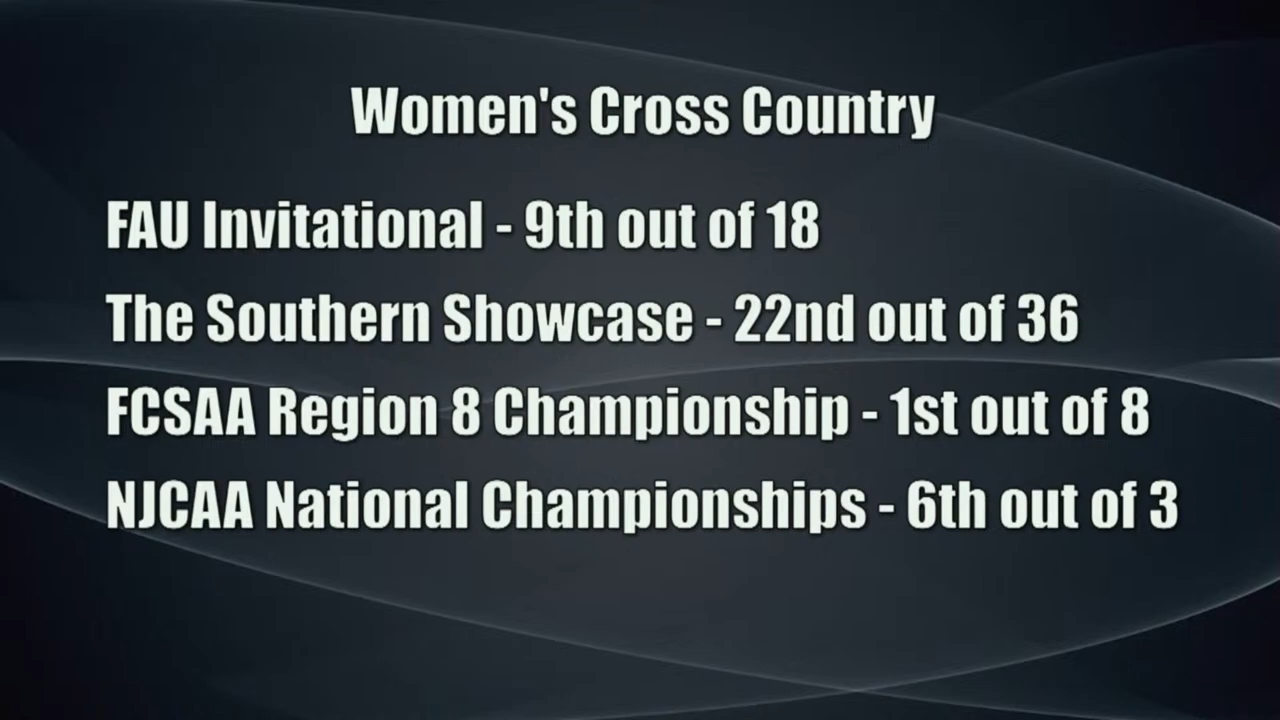 Women's Cross Country
FAU Invitational - 9th out of 18
The Southern Showcase - 22nd out of 36
FCSAA Region 8 Championship - 1st out of 8
NJCAA National Championships - 6th out of 3